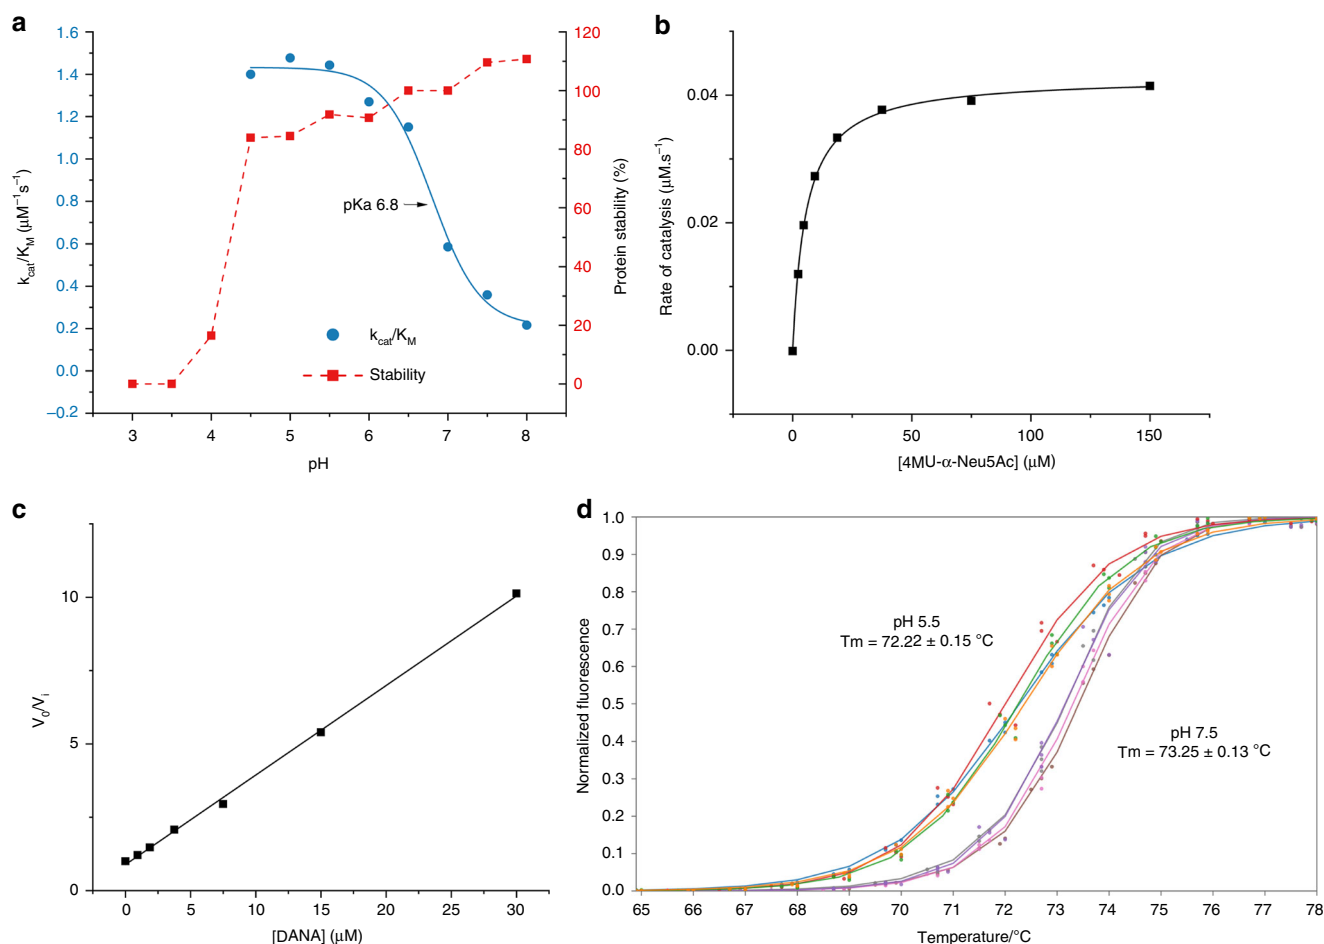 a
1.6
1.4
1.2
1.0
0.8
0.6
0.4
0.2
0.0
−0.2
k_cat/K_M (μM⁻¹s⁻¹)
120
100
80
60
40
20
0
Protein stability (%)
pKa 6.8
k_cat/K_M
Stability
3 4 5 6 7 8
pH
b
0.04
0.02
0.00
Rate of catalysis (μM.s⁻¹)
0 50 100 150
[4MU-α-Neu5Ac] (μM)
c
10
5
0
V₀/Vᵢ
0 5 10 15 20 25 30
[DANA] (μM)
d
1.0
0.9
0.8
0.7
0.6
0.5
0.4
0.3
0.2
0.1
0.0
Normalized fluorescence
pH 5.5
Tm = 72.22 ± 0.15 °C
pH 7.5
Tm = 73.25 ± 0.13 °C
65 66 67 68 69 70 71 72 73 74 75 76 77 78
Temperature/°C